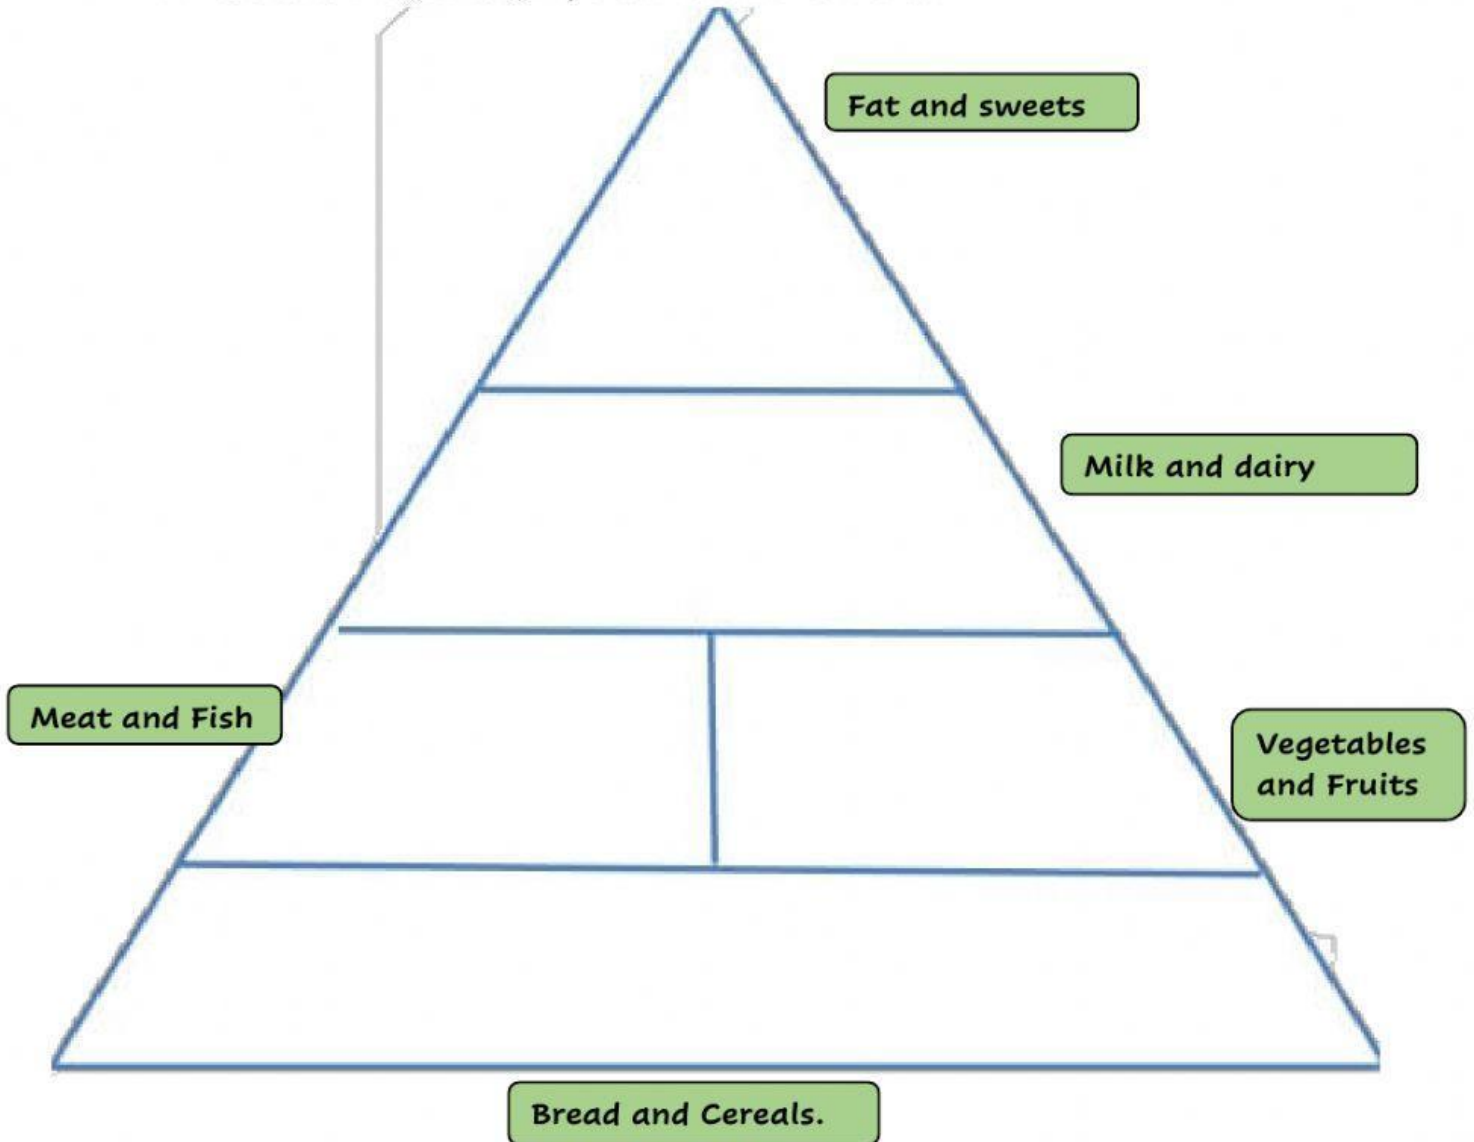 Fat and sweets
Milk and dairy
Meat and Fish
Vegetables
and Fruits
Bread and Cereals.